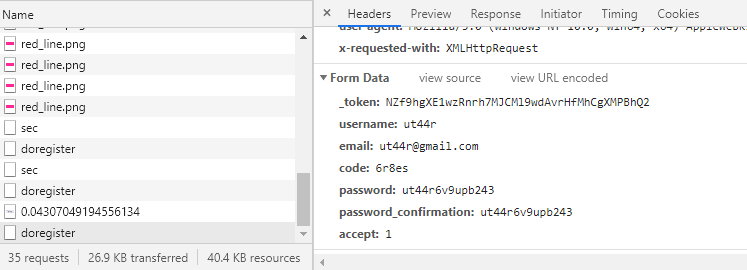 Name
red_line.png
red_line.png
red_line.png
red_line.png
sec
doregister
sec
doregister
0.04307049194556134
doregister
35 requests
26.9 KB transferred
40.4 KB resources
Headers
Preview
Response
Initiator
Timing
Cookies
x-requested-with: XMLHttpRequest
Form Data
view source
view URL encoded
_token: NZf9hgXE1wzRnrh7MJCMl9wdAvrHfMhCgXMPBhQ2
username: ut44r
email: ut44r@gmail.com
code: 6r8es
password: ut44r6v9upb243
password_confirmation: ut44r6v9upb243
accept: 1